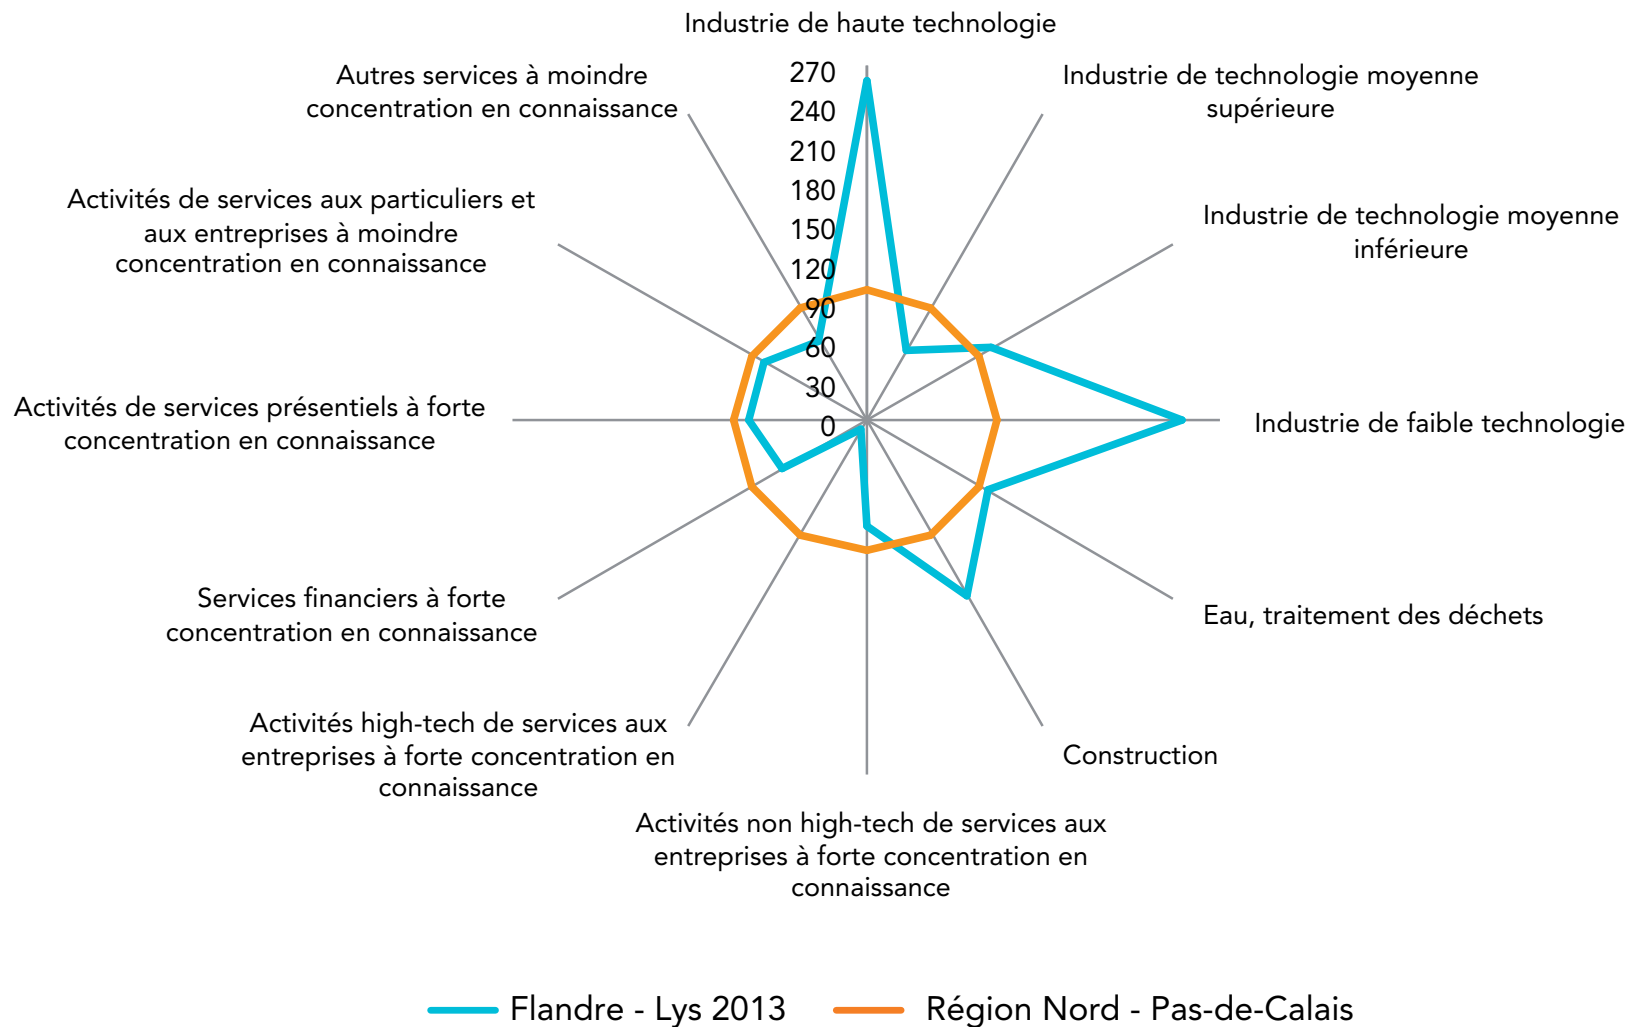 Industrie de haute technologie
Industrie de technologie moyenne
supérieure
Industrie de technologie moyenne
inférieure
Industrie de faible technologie
Eau, traitement des déchets
Construction
Activités non high-tech de services aux
entreprises à forte concentration en
connaissance
Activités high-tech de services aux
entreprises à forte concentration en
connaissance
Services financiers à forte
concentration en connaissance
Activités de services présentiels à forte
concentration en connaissance
Activités de services aux particuliers et
aux entreprises à moindre
concentration en connaissance
Autres services à moindre
concentration en connaissance
270
240
210
180
150
120
90
60
30
0
Flandre - Lys 2013
Région Nord - Pas-de-Calais